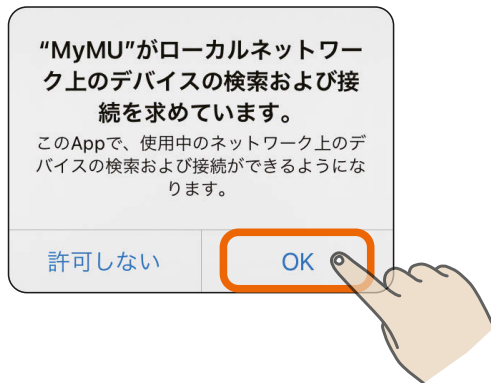 “MyMU”がローカルネットワー
ク上のデバイスの検索および接
続を求めています。
このAppで、使用中のネットワーク上のデ
バイスの検索および接続ができるようにな
ります。
許可しない
OK